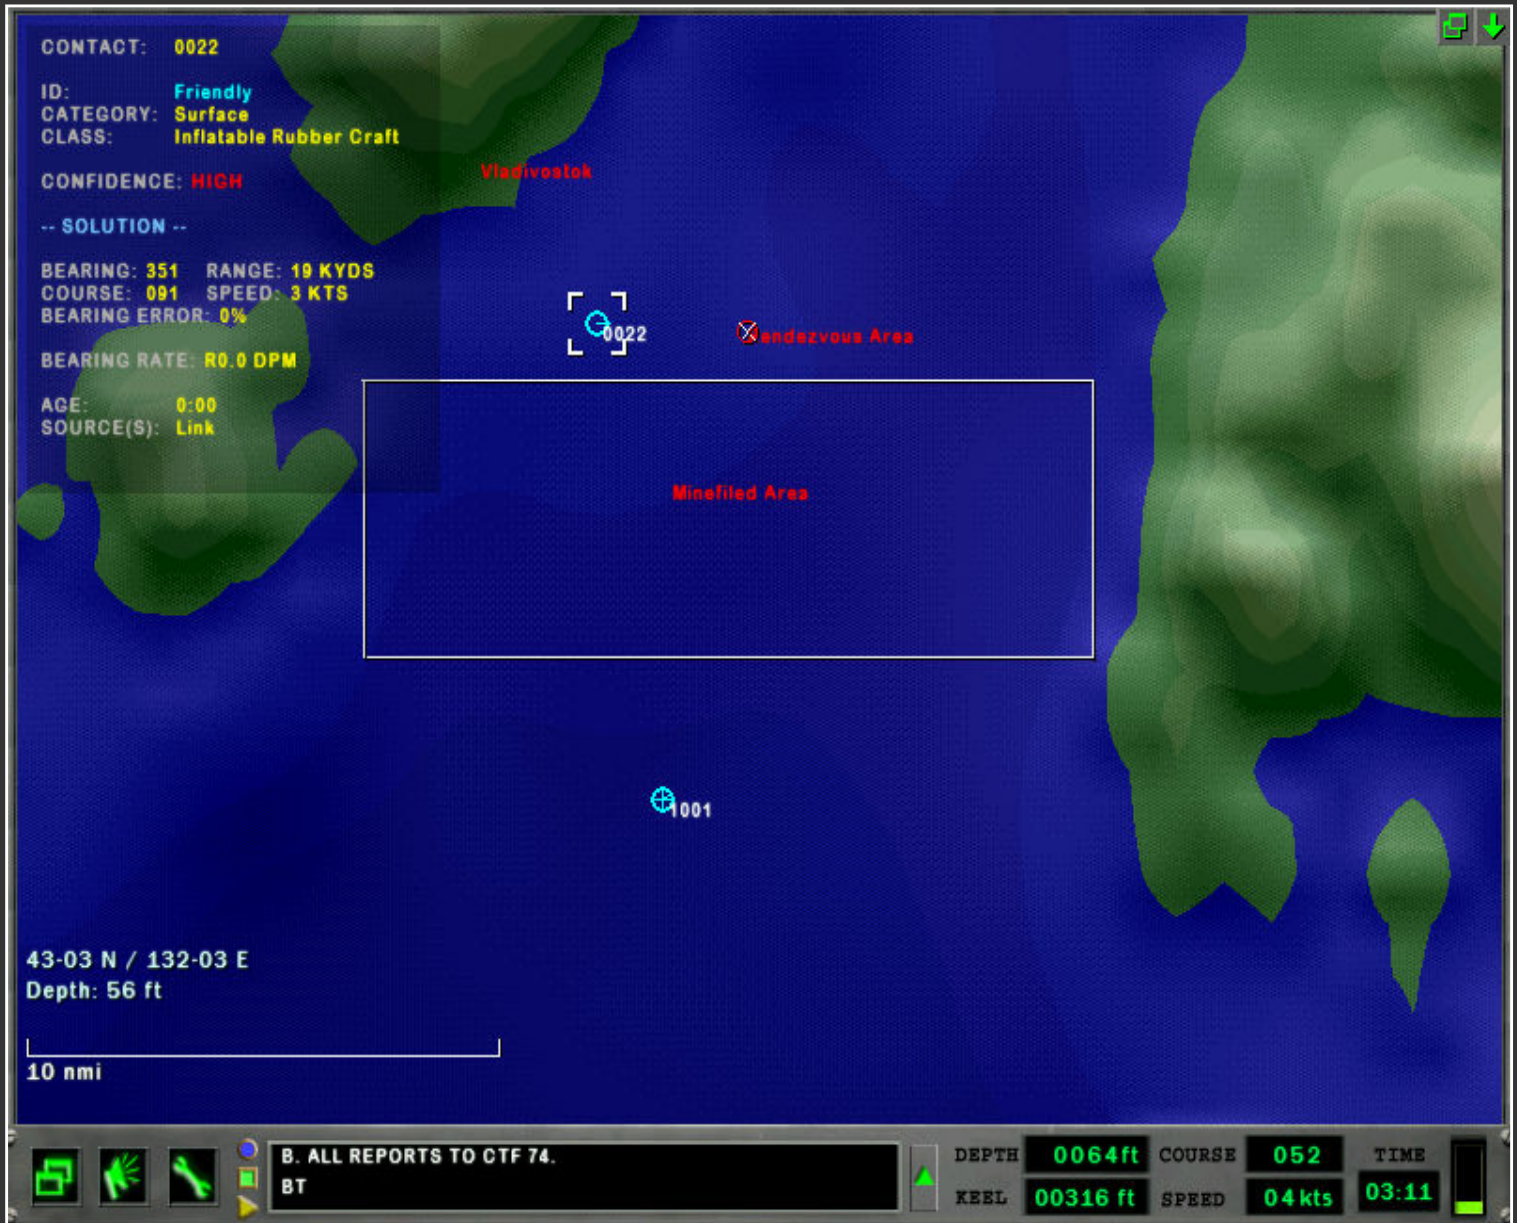 CONTACT: 0022
ID: Friendly
CATEGORY: Surface
CLASS: Inflatable Rubber Craft
CONFIDENCE: HIGH
-- SOLUTION --
BEARING: 351 RANGE: 19 KYDS
COURSE: 091 SPEED: 3 KTS
BEARING ERROR: 0%
BEARING RATE: R0.0 DPM
AGE: 0:00
SOURCE(S): Link
Vladivostok
0022
Rendezvous Area
Minefiled Area
1001
43-03 N / 132-03 E
Depth: 56 ft
10 nmi
B. ALL REPORTS TO CTF 74.
BT
DEPTH 0064ft COURSE 052 TIME
KEEL 00316 ft SPEED 04 kts 03:11